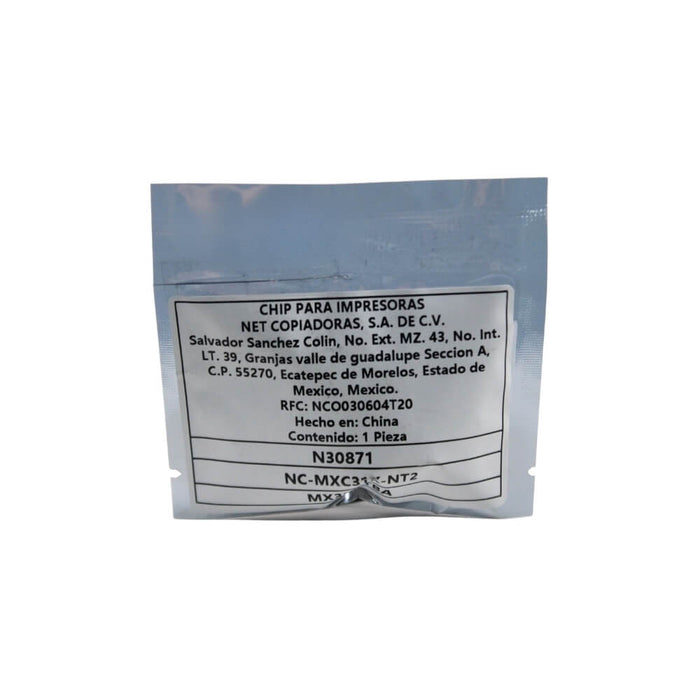 CHIP PARA IMPRESORAS
NET COPIADORAS, S.A. DE C.V.
Salvador Sanchez Colin, No. Ext. MZ. 43, No. Int.
LT. 39, Granjas valle de guadalupe Seccion A,
C.P. 55270, Ecatepec de Morelos, Estado de
Mexico, Mexico.
RFC: NCO030604T20
Hecho en: China
Contenido: 1 Pieza
N30871